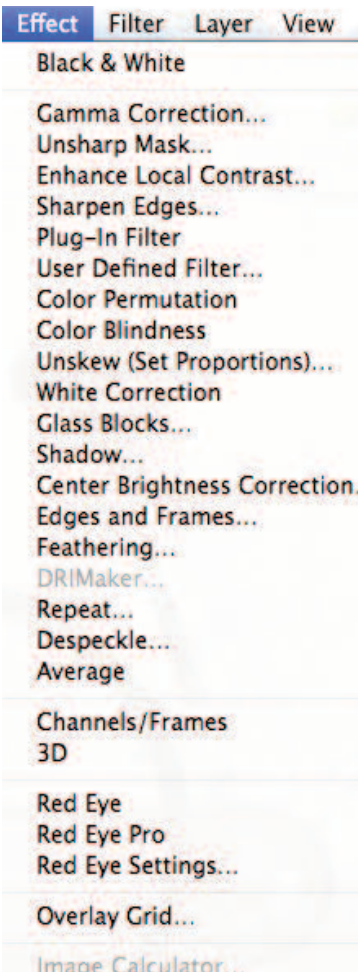 Effect Filter Layer View
Black & White
Gamma Correction...
Unsharp Mask...
Enhance Local Contrast...
Sharpen Edges...
Plug-In Filter
User Defined Filter...
Color Permutation
Color Blindness
Unskew (Set Proportions)...
White Correction
Glass Blocks...
Shadow...
Center Brightness Correction.
Edges and Frames...
Feathering...
DRIMaker...
Repeat...
Despeckle...
Average
Channels/Frames
3D
Red Eye
Red Eye Pro
Red Eye Settings...
Overlay Grid...
Image Calculator...